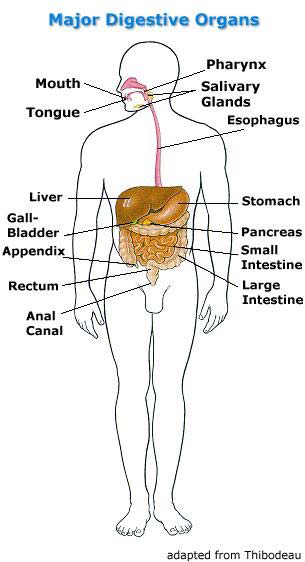 Major Digestive Organs
Pharynx
Mouth
Salivary
Glands
Tongue
Esophagus
Liver
Stomach
Gall-
Bladder
Pancreas
Appendix
Small
Intestine
Rectum
Large
Intestine
Anal
Canal
adapted from Thibodeau